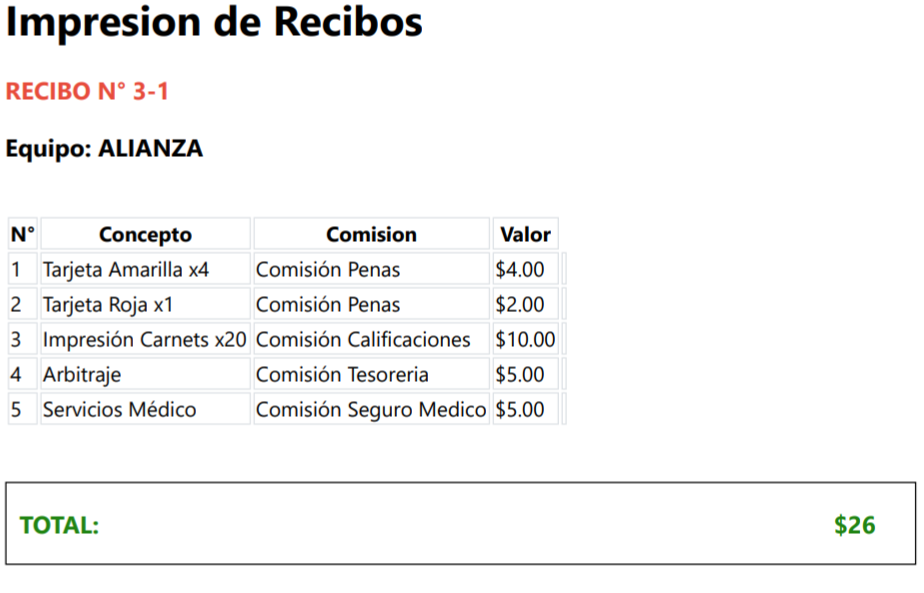 Impresion de Recibos
RECIBO N° 3-1
Equipo: ALIANZA
N° Concepto Comision Valor
1 Tarjeta Amarilla x4 Comisión Penas $4.00
2 Tarjeta Roja x1 Comisión Penas $2.00
3 Impresión Carnets x20 Comisión Calificaciones $10.00
4 Arbitraje Comisión Tesoreria $5.00
5 Servicios Médico Comisión Seguro Medico $5.00
TOTAL: $26